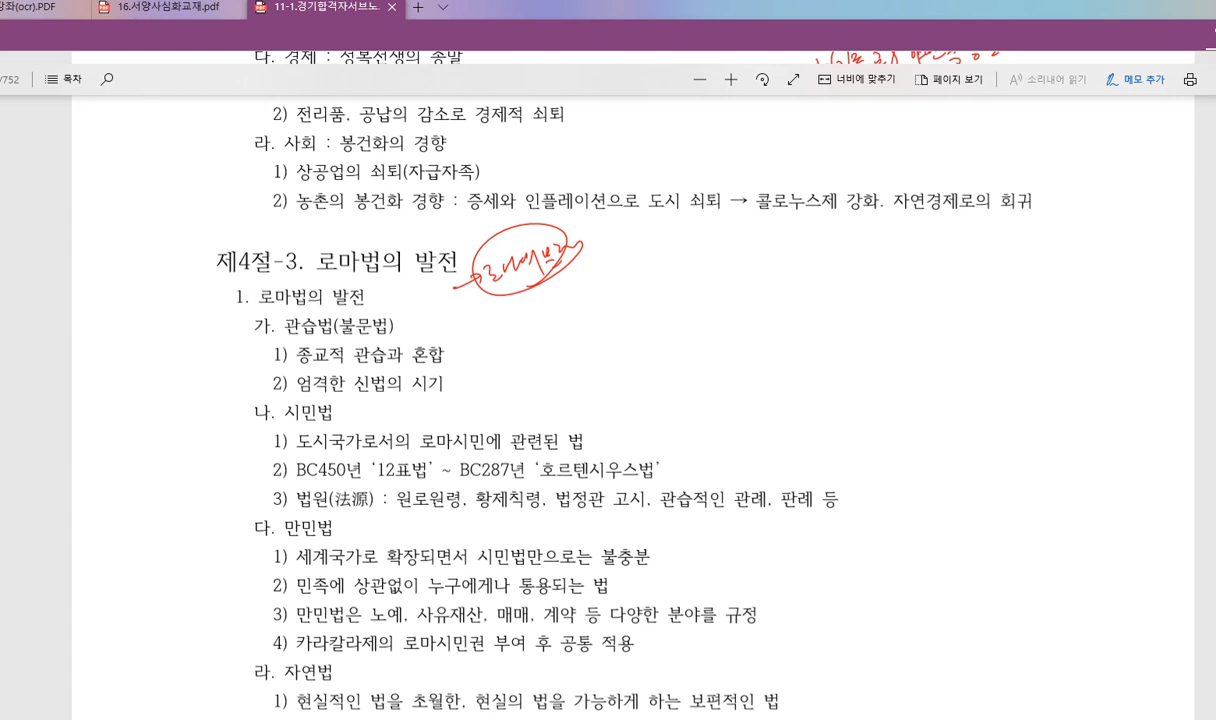 강좌(ocr).PDF 16.서양사심화교재.pdf 11-1.경기합격자서브노.
/752 목차 너비에 맞추기 페이지 보기 소리내어 읽기 메모 추가
2) 전리품, 공납의 감소로 경제적 쇠퇴
라. 사회 : 봉건화의 경향
1) 상공업의 쇠퇴(자급자족)
2) 농촌의 봉건화 경향 : 증세와 인플레이션으로 도시 쇠퇴 → 콜로누스제 강화, 자연경제로의 회귀
제4절-3. 로마법의 발전
1. 로마법의 발전
가. 관습법(불문법)
1) 종교적 관습과 혼합
2) 엄격한 신법의 시기
나. 시민법
1) 도시국가로서의 로마시민에 관련된 법
2) BC450년 ‘12표법’ ~ BC287년 ‘호르텐시우스법’
3) 법원(法源) : 원로원령, 황제칙령, 법정관 고시, 관습적인 관례, 판례 등
다. 만민법
1) 세계국가로 확장되면서 시민법만으로는 불충분
2) 민족에 상관없이 누구에게나 통용되는 법
3) 만민법은 노예, 사유재산, 매매, 계약 등 다양한 분야를 규정
4) 카라칼라제의 로마시민권 부여 후 공통 적용
라. 자연법
1) 현실적인 법을 초월한, 현실의 법을 가능하게 하는 보편적인 법